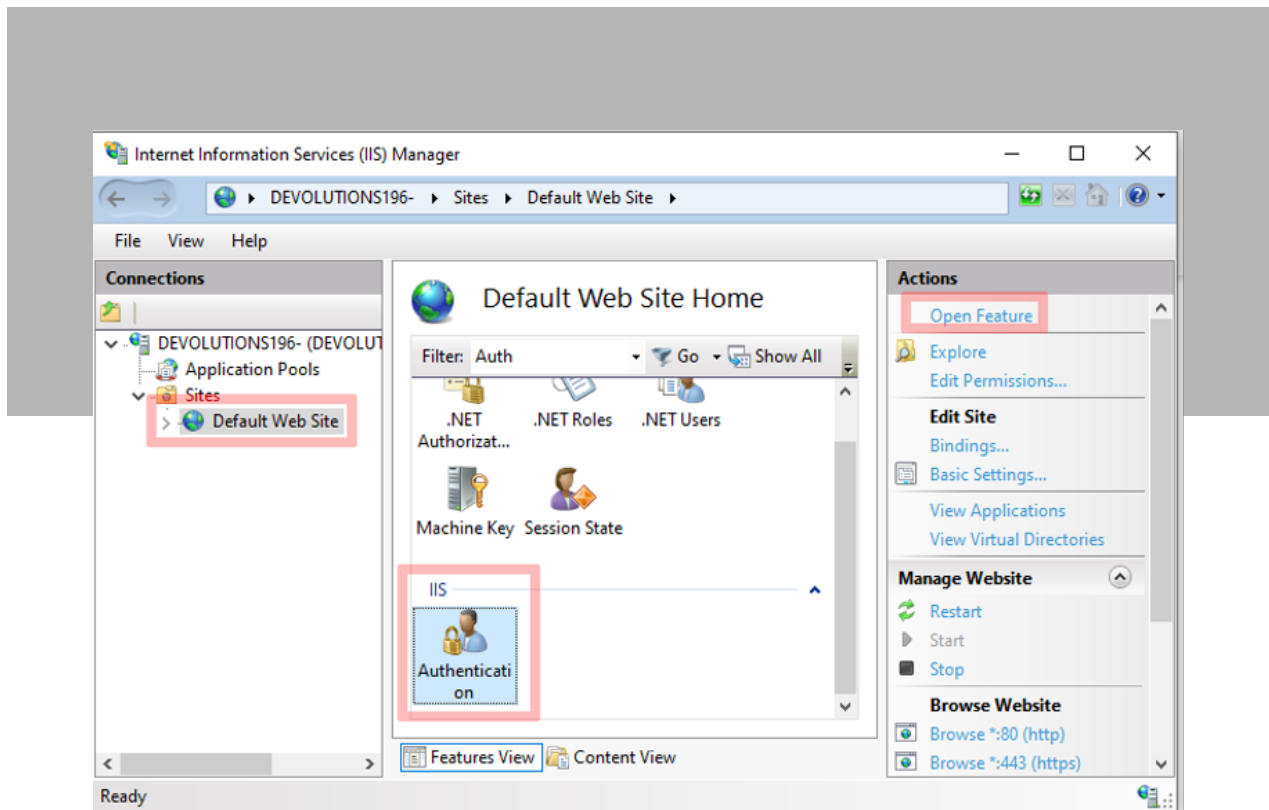 Internet Information Services (IIS) Manager
DEVOLUTIONS196- Sites Default Web Site
File View Help
Connections
DEVOLUTIONS196- (DEVOLUT
Application Pools
Sites
Default Web Site
Default Web Site Home
Filter: Auth Go Show All
.NET
Authorizat...
.NET Roles
.NET Users
Machine Key
Session State
IIS
Authenticati
on
Features View
Content View
Actions
Open Feature
Explore
Edit Permissions...
Edit Site
Bindings...
Basic Settings...
View Applications
View Virtual Directories
Manage Website
Restart
Start
Stop
Browse Website
Browse *:80 (http)
Browse *:443 (https)
Ready